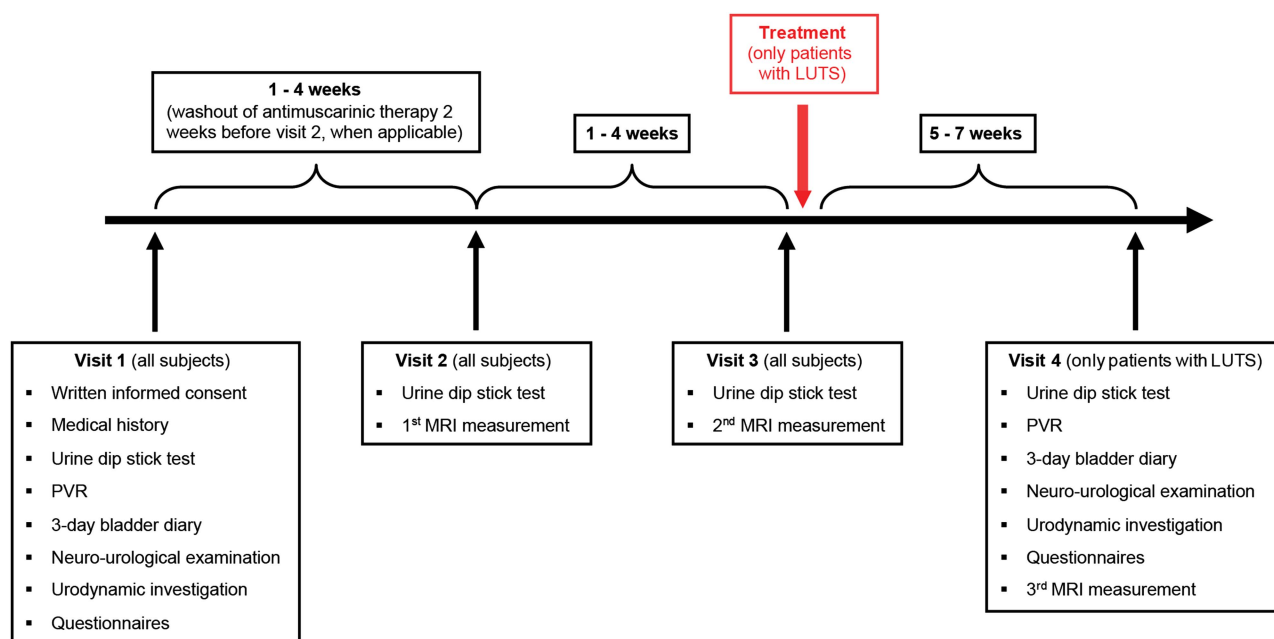 Treatment
(only patients
with LUTS)
1 - 4 weeks
(washout of antimuscarinic therapy 2
weeks before visit 2, when applicable)
1 - 4 weeks
5 - 7 weeks
Visit 1 (all subjects)
▪ Written informed consent
▪ Medical history
▪ Urine dip stick test
▪ PVR
▪ 3-day bladder diary
▪ Neuro-urological examination
▪ Urodynamic investigation
▪ Questionnaires
Visit 2 (all subjects)
▪ Urine dip stick test
▪ 1st MRI measurement
Visit 3 (all subjects)
▪ Urine dip stick test
▪ 2nd MRI measurement
Visit 4 (only patients with LUTS)
▪ Urine dip stick test
▪ PVR
▪ 3-day bladder diary
▪ Neuro-urological examination
▪ Urodynamic investigation
▪ Questionnaires
▪ 3rd MRI measurement